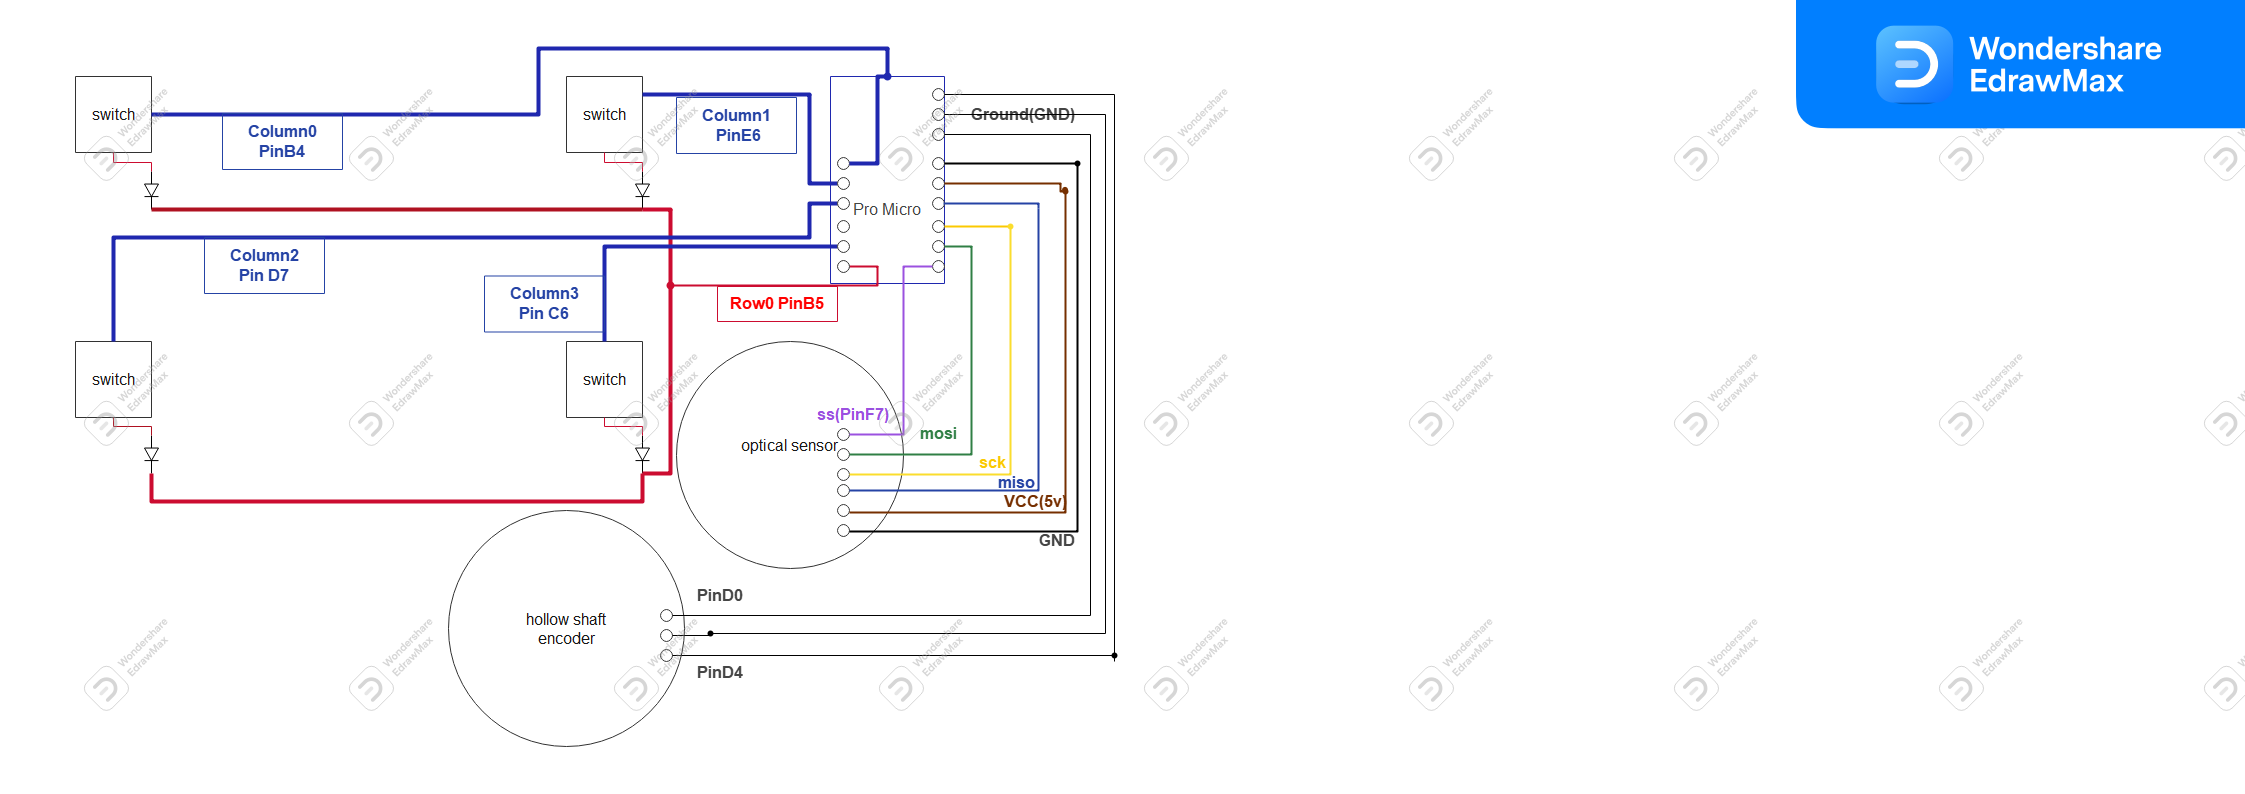 Wondershare
EdrawMax
switch
switch
Column0
PinB4
Column1
PinE6
Ground(GND)
Pro Micro
Column2
Pin D7
Column3
Pin C6
Row0 PinB5
switch
switch
ss(PinF7)
optical sensor
mosi
sck
miso
VCC(5v)
GND
PinD0
hollow shaft
encoder
PinD4